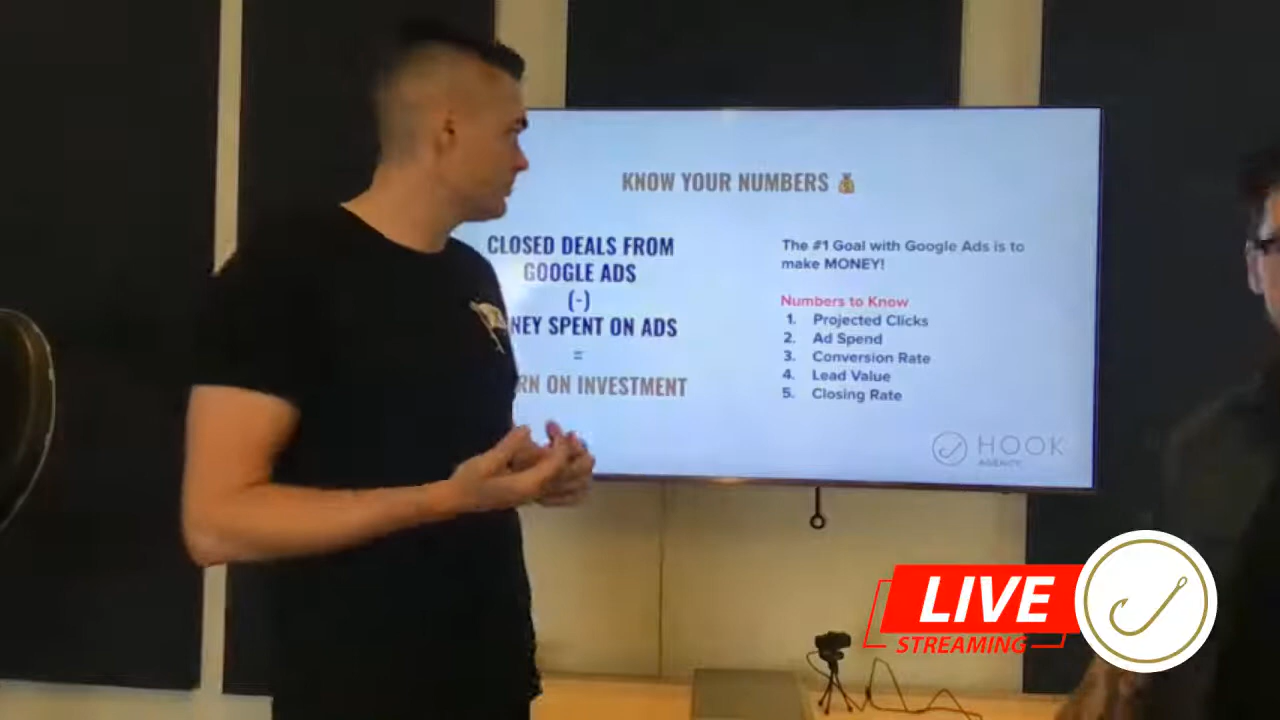 KNOW YOUR NUMBERS 💰
CLOSED DEALS FROM
GOOGLE ADS
(-)
SPENT ON ADS
=
ON INVESTMENT
The #1 Goal with Google Ads is to
make MONEY!
Numbers to Know
1. Projected Clicks
2. Ad Spend
3. Conversion Rate
4. Lead Value
5. Closing Rate
HOOK
AGENCY
LIVE
STREAMING